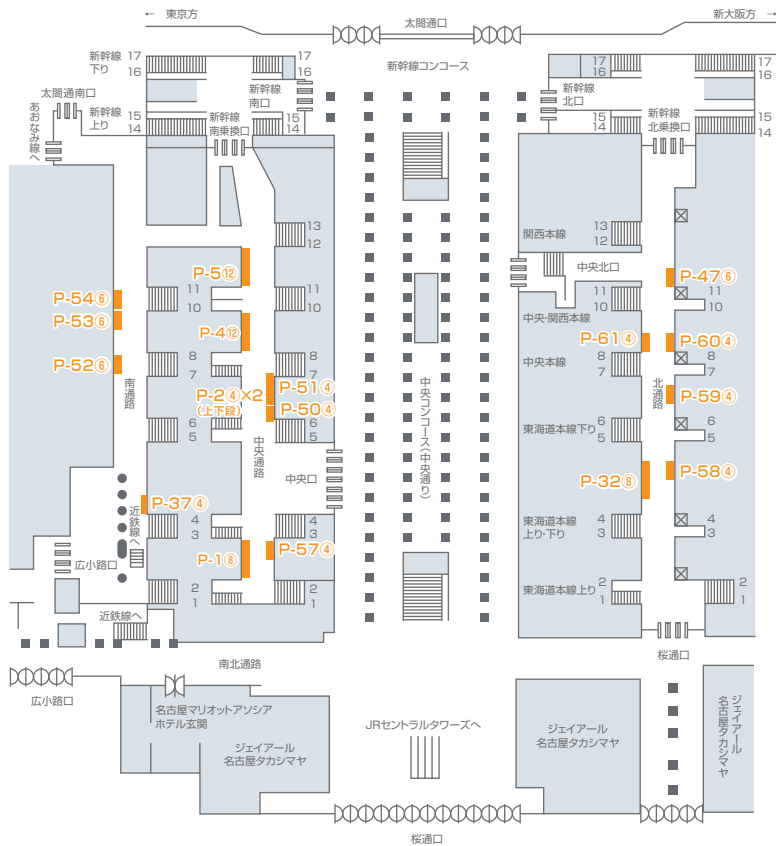 ← 東京方
太閤通口
新大阪方 →
新幹線
下り
17
16
17
16
新幹線コンコース
17
16
17
16
太閤通南口
新幹線
南口
新幹線
北口
あおなみ線へ
新幹線
上り
15
14
15
14
新幹線
南乗換口
15
14
新幹線
北乗換口
15
14
13
12
関西本線
13
12
中央北口
P-5⑫
P-47⑥
P-54⑥
11
10
11
10
11
10
11
10
P-53⑥
P-4⑫
中央・関西本線
P-61④
P-60④
P-52⑥
8
7
8
7
中央本線
8
7
8
7
南通路
P-2④×2
(上下段)
P-51④
P-50④
中央コンコース(中央通り)
北通路
P-59④
6
5
6
5
東海道本線下り
6
5
6
5
中央通路
中央口
P-58④
P-32⑧
P-37④
近鉄線へ
4
3
4
3
東海道本線
上り・下り
4
3
4
3
広小路口
P-1⑧
P-57④
2
1
2
1
東海道本線上り
2
1
2
1
近鉄線へ
桜通口
南北通路
広小路口
名古屋マリオットアソシア
ホテル玄関
JRセントラルタワーズへ
ジェイアール
名古屋タカシマヤ
ジェイアール
名古屋タカシマヤ
ジェイアール
名古屋タカシマヤ
桜通口